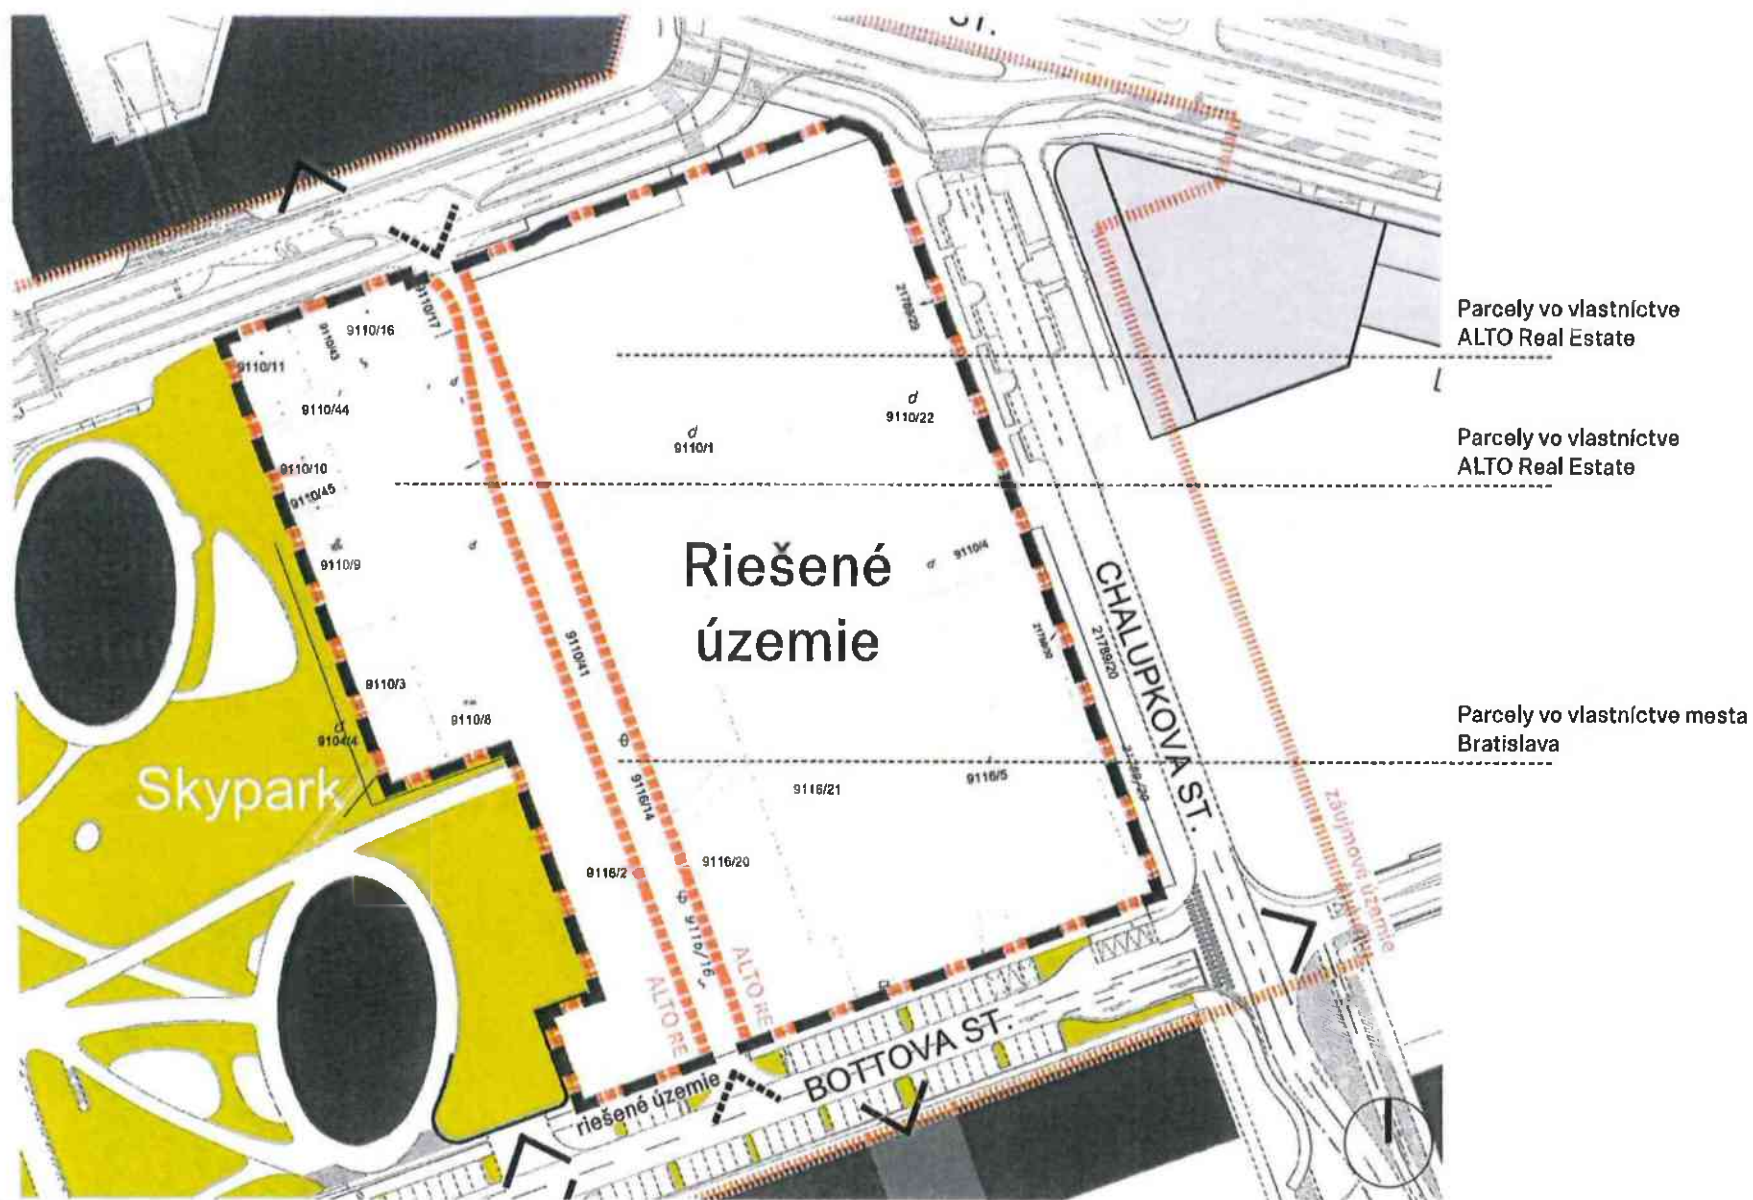 ST.
Parcely vo vlastníctve
ALTO Real Estate
Parcely vo vlastníctve
ALTO Real Estate
Parcely vo vlastníctve mesta
Bratislava
Riešené
územie
Skypark
CHALUPKOVA ST.
BOTTOVA ST.
záujmové územie
riešené územie
ALTO RE
ALTO RE
9110/17
9110/16
9110/43
9110/11
9110/44
9110/10
9110/45
9110/9
9110/3
9110/8
9104/4
9110/41
9110/1
9110/22
9110/4
21789/20
9116/14
9116/21
9116/5
9116/20
9116/2
9116/16